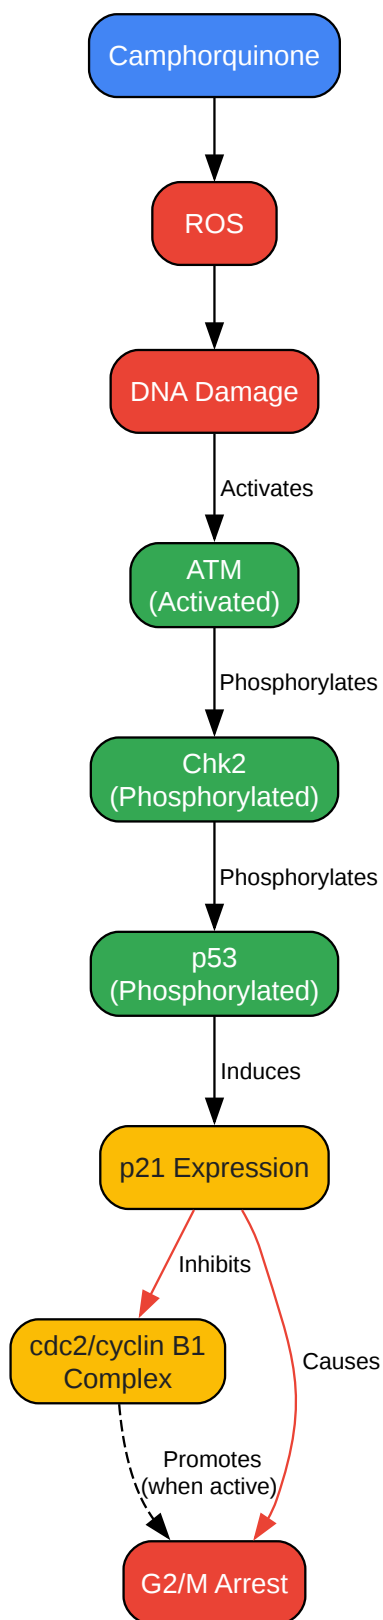 Camphorquinone
ROS
DNA Damage
Activates
ATM
(Activated)
Phosphorylates
Chk2
(Phosphorylated)
Phosphorylates
p53
(Phosphorylated)
Induces
p21 Expression
Inhibits
cdc2/cyclin B1
Complex
Causes
Promotes
(when active)
G2/M Arrest